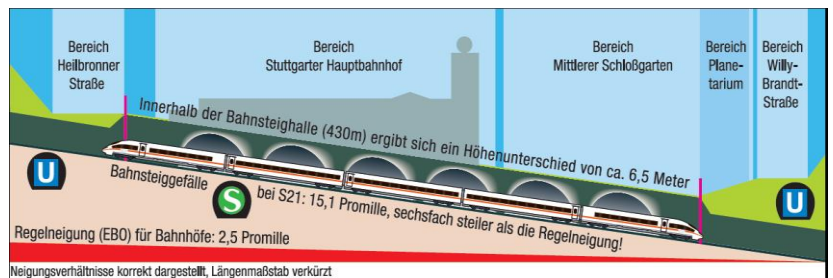 Bereich
Heilbronner
Straße
Bereich
Stuttgarter Hauptbahnhof
Bereich
Mittlerer Schloßgarten
Bereich
Plane-
tarium
Bereich
Willy-
Brandt-
Straße
Innerhalb der Bahnsteighalle (430m) ergibt sich ein Höhenunterschied von ca. 6,5 Meter
U
Bahnsteiggefälle
S
bei S21: 15,1 Promille, sechsfach steiler als die Regelneigung!
U
Regelneigung (EBO) für Bahnhöfe: 2,5 Promille
Neigungsverhältnisse korrekt dargestellt, Längenmaßstab verkürzt